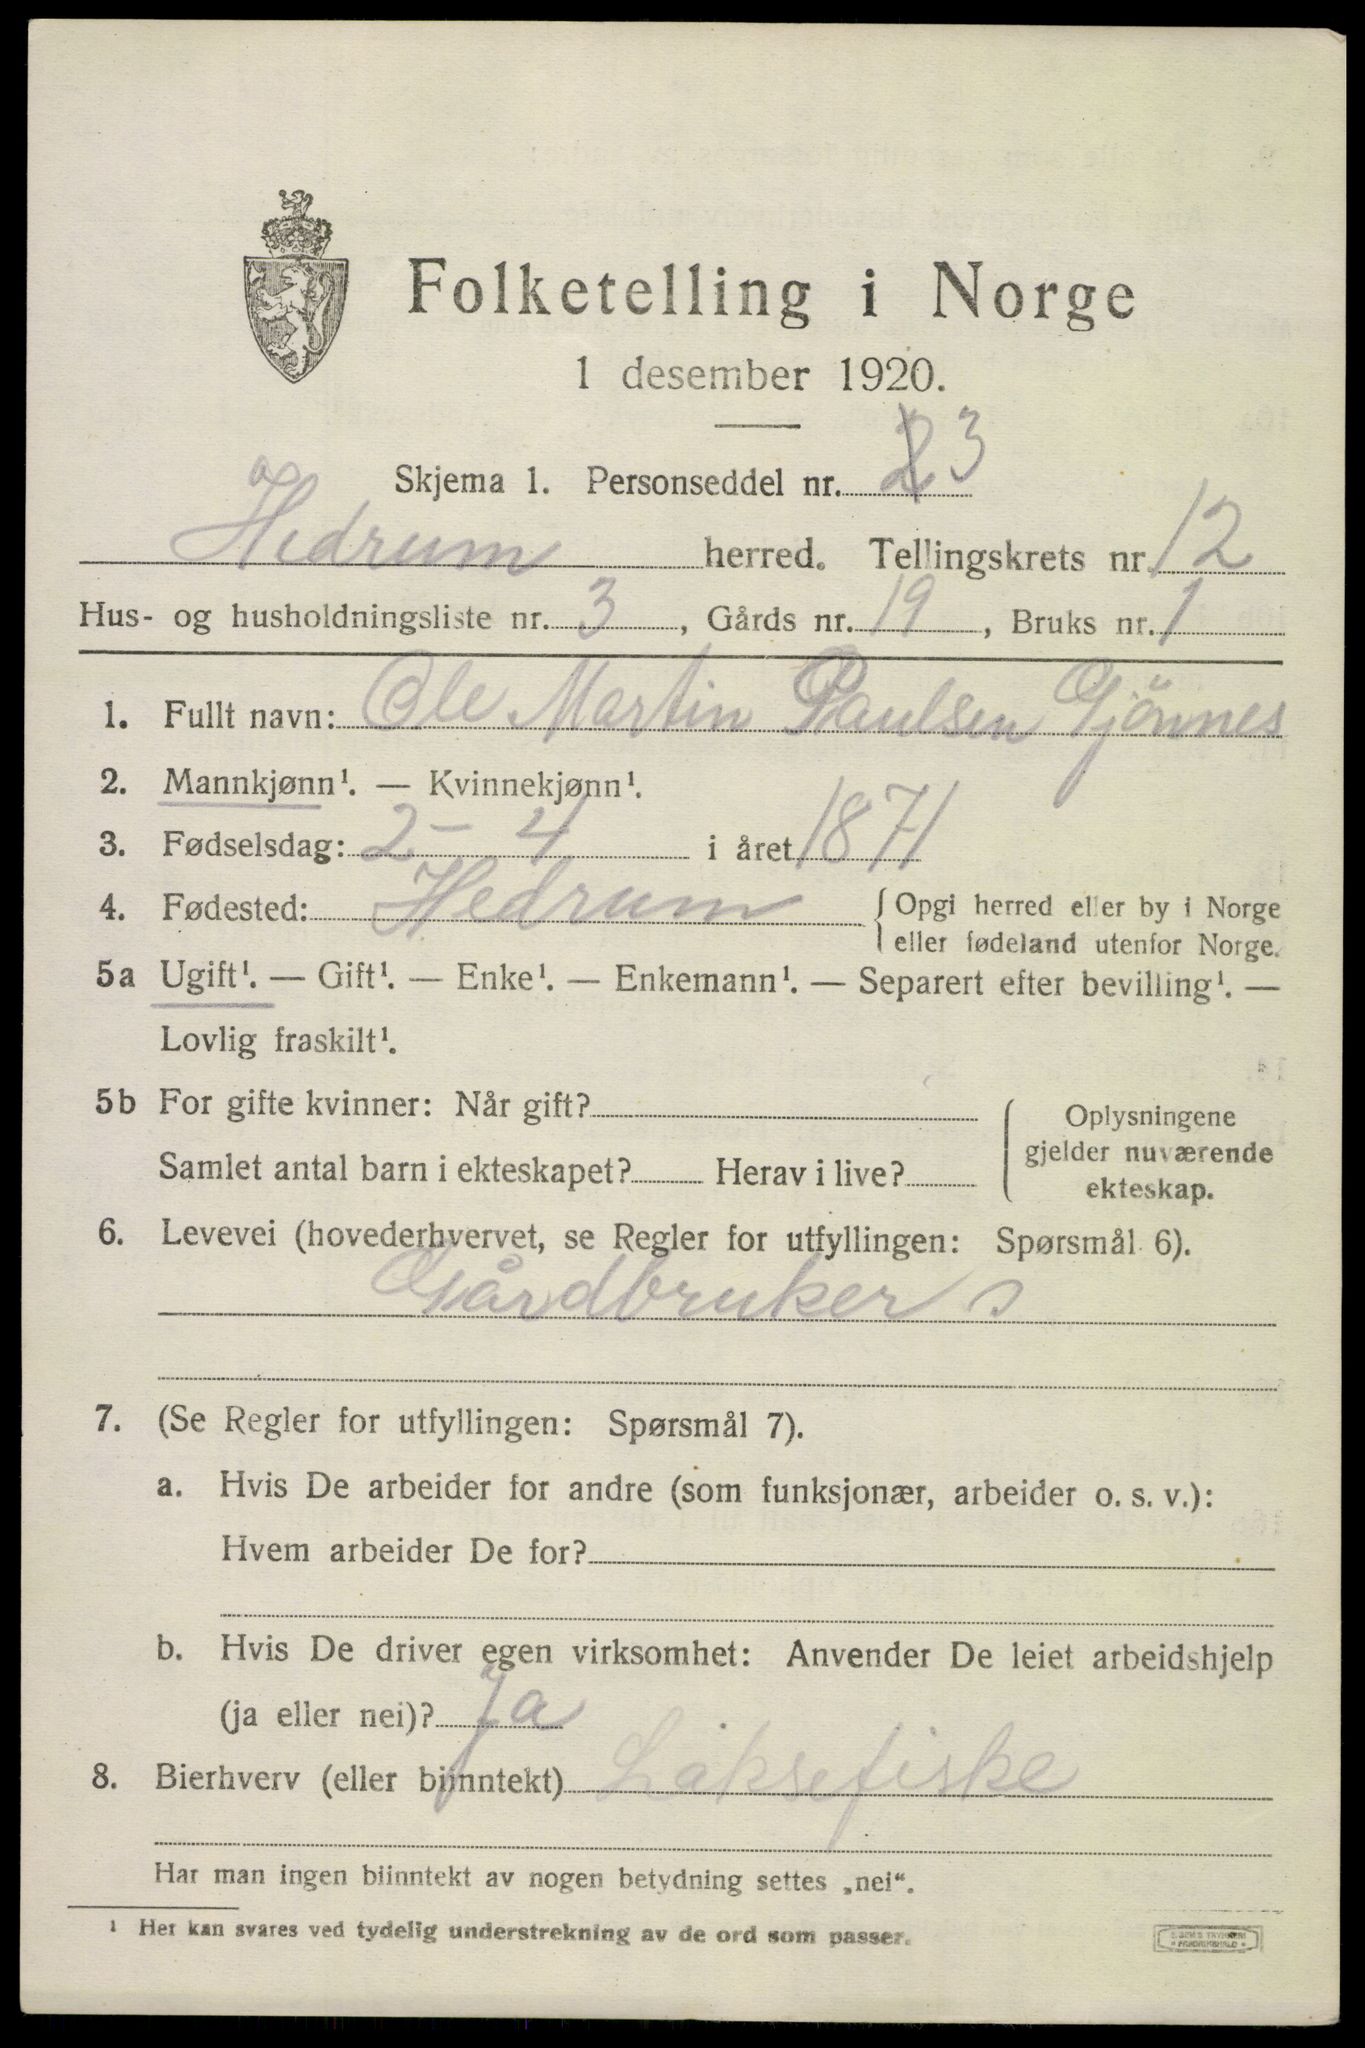 Folketelling i Norge
1 desember 1920.
Skjema 1. Personseddel nr. 2 3
Hedrum herred. Tellingskrets nr. 12
Hus- og husholdningsliste nr. 3, Gårds nr. 19, Bruks nr. 1
1. Fullt navn: Ole Martin Paulsen Gjönnes
2. Mannkjønn¹. — Kvinnekjønn¹.
3. Fødselsdag: 2-4 i året 1871
4. Fødested: Hedrum { Opgi herred eller by i Norge
eller fødeland utenfor Norge.
5a Ugift¹. — Gift¹. — Enke¹. — Enkemann¹. — Separert efter bevilling¹. —
Lovlig fraskilt¹.
5b For gifte kvinner: Når gift?
Samlet antal barn i ekteskapet? Herav i live?
Oplysningene
gjelder nuværende
ekteskap.
6. Levevei (hovederhvervet, se Regler for utfyllingen: Spørsmål 6).
Gårdbruker s
7. (Se Regler for utfyllingen: Spørsmål 7).
a. Hvis De arbeider for andre (som funksjonær, arbeider o. s. v.):
Hvem arbeider De for?
b. Hvis De driver egen virksomhet: Anvender De leiet arbeidshjelp
(ja eller nei)? Ja
8. Bierhverv (eller biinntekt) Laksefiske
Har man ingen biinntekt av nogen betydning settes „nei“.
¹ Her kan svares ved tydelig understrekning av de ord som passer.